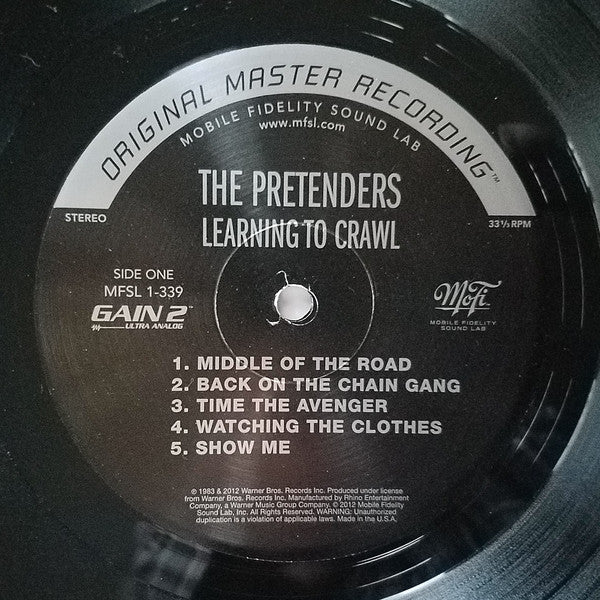 ORIGINAL MASTER RECORDING™
MOBILE FIDELITY SOUND LAB
www.mfsl.com
THE PRETENDERS
LEARNING TO CRAWL
STEREO
33⅓ RPM
SIDE ONE
MFSL 1-339
GAIN 2™
ULTRA ANALOG
MoFi
MOBILE FIDELITY
SOUND LAB
1. MIDDLE OF THE ROAD
2. BACK ON THE CHAIN GANG
3. TIME THE AVENGER
4. WATCHING THE CLOTHES
5. SHOW ME
℗ 1983 & 2012 Warner Bros. Records Inc. Produced under license
from Warner Bros. Records Inc. Manufactured by Rhino Entertainment
Company, a Warner Music Group Company. © 2012 Mobile Fidelity
Sound Lab, Inc. All Rights Reserved. WARNING: Unauthorized
duplication is a violation of applicable laws. Made in the U.S.A.